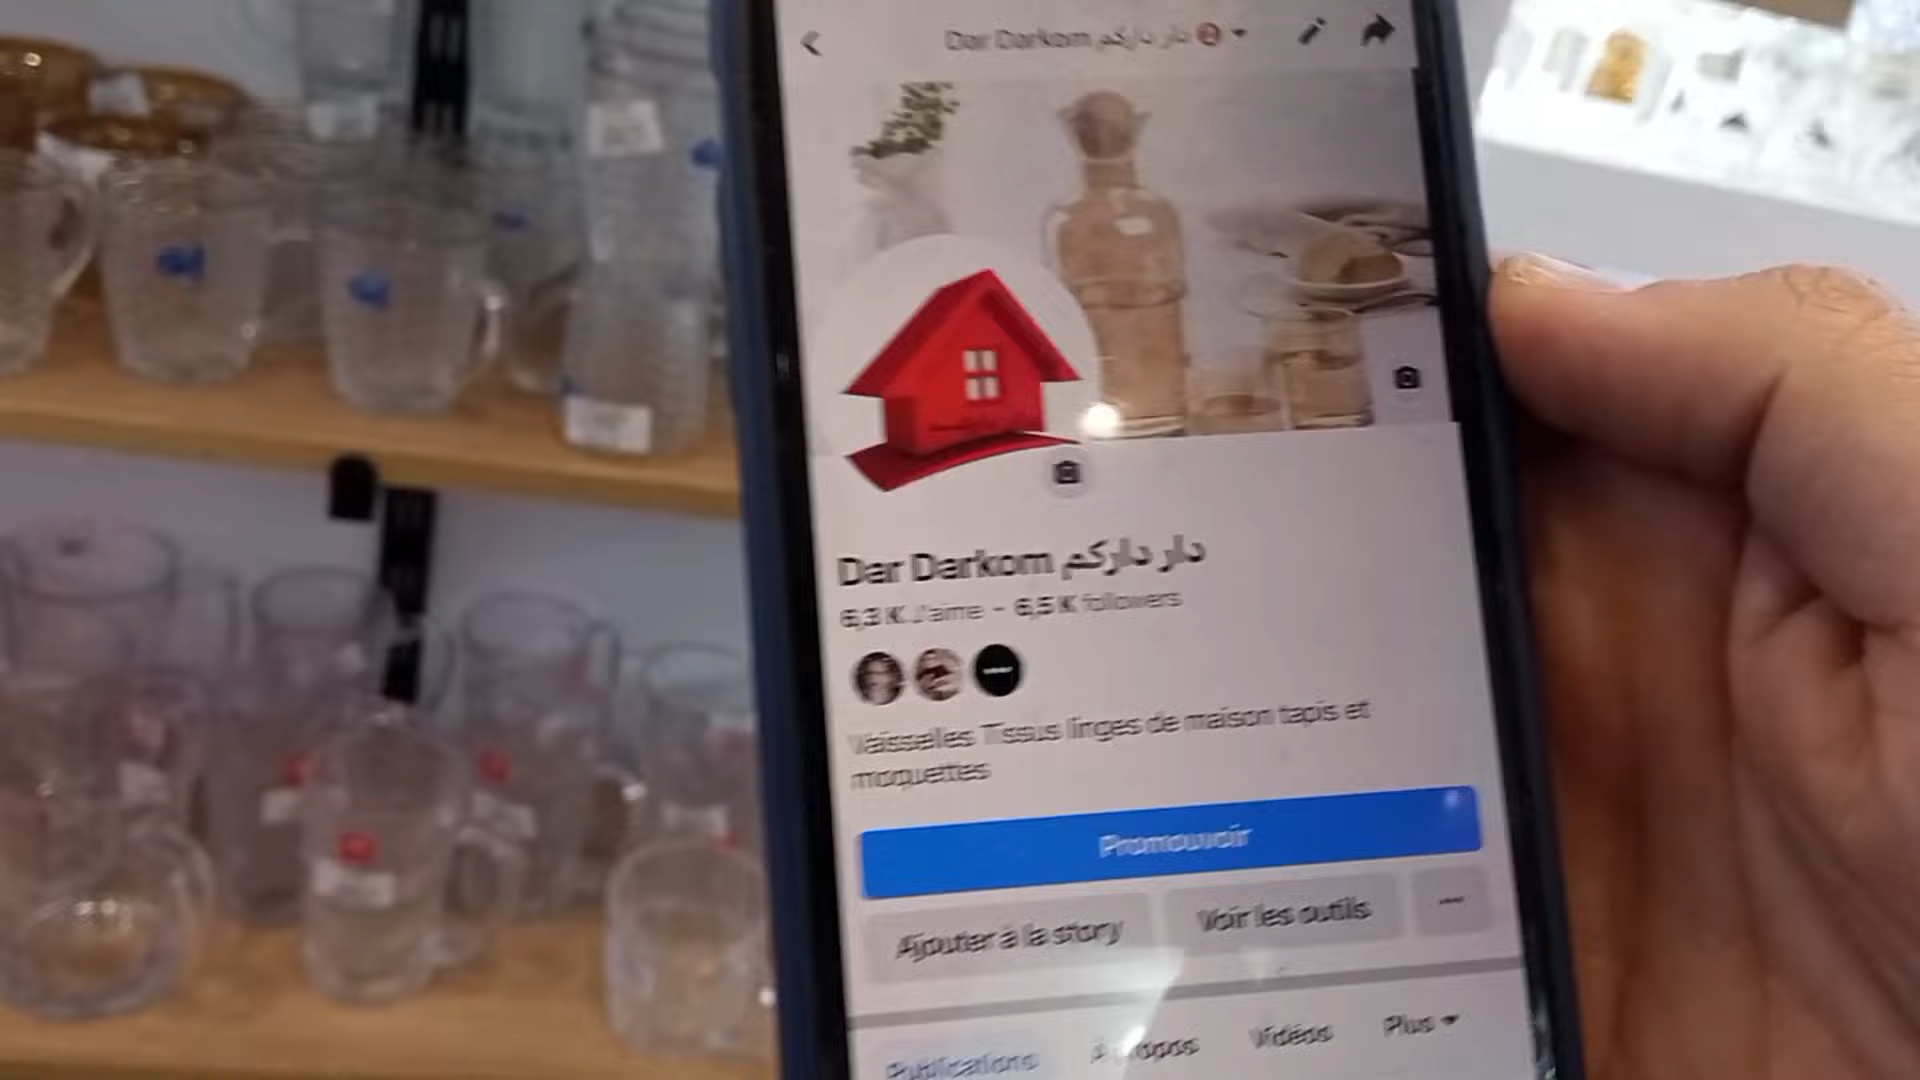 Dar Darkom دار داركم
Dar Darkom دار داركم
6,3 K J'aime - 6,5 K followers
Vaisselles Tissus linges de maison tapis et
moquettes
Promouvoir
Ajouter à la story
Voir les outils
Publications
À propos
Vidéos
Plus